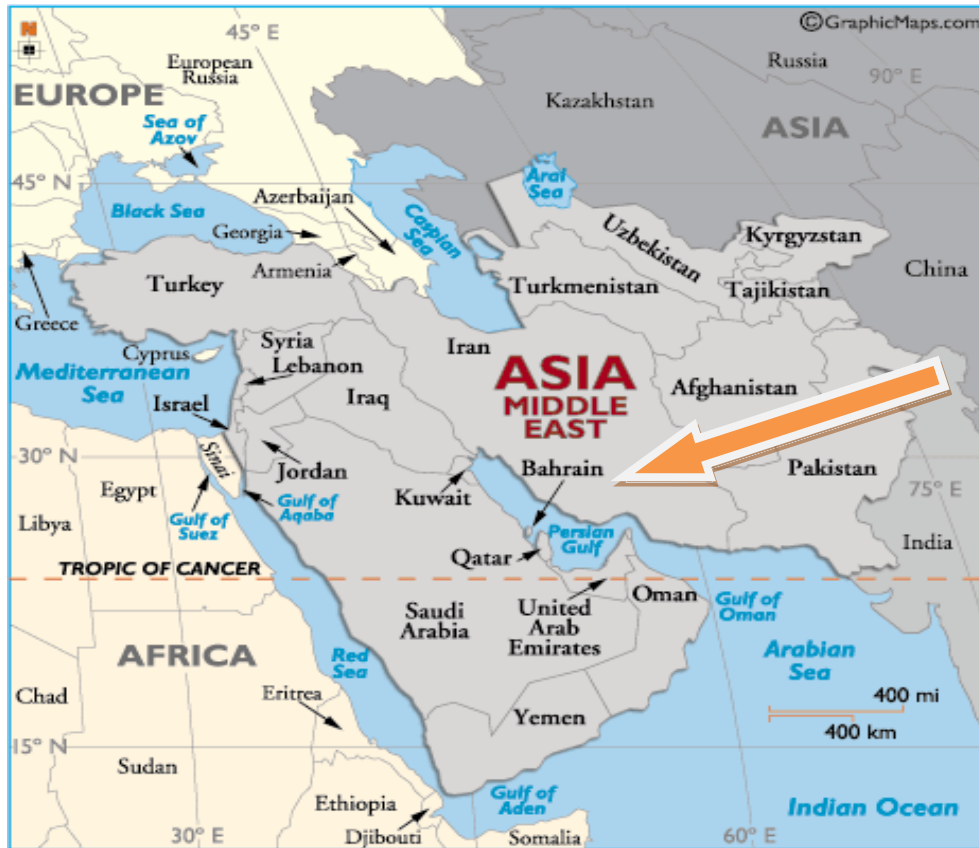 ©GraphicMaps.com
N
45° E
European
Russia
Russia
90° E
EUROPE
Kazakhstan
ASIA
Sea of
Azov
45° N
Aral
Sea
Black Sea
Azerbaijan
Caspian
Sea
Georgia
Uzbekistan
Kyrgyzstan
Armenia
China
Turkey
Turkmenistan
Tajikistan
Greece
Cyprus
Syria
Lebanon
Iran
ASIA
MIDDLE
EAST
Afghanistan
Mediterranean
Sea
Israel
Iraq
30° N
Sinai
Jordan
Bahrain
Pakistan
Egypt
Kuwait
75° E
Gulf of
Aqaba
Gulf of
Suez
Libya
Persian
Gulf
India
Qatar
TROPIC OF CANCER
Saudi
Arabia
United
Arab
Emirates
Oman
Gulf of
Oman
AFRICA
Red
Sea
Arabian
Sea
Chad
Eritrea
400 mi
400 km
Yemen
15° N
Sudan
Ethiopia
Gulf of
Aden
Indian Ocean
30° E
Djibouti
Somalia
60° E